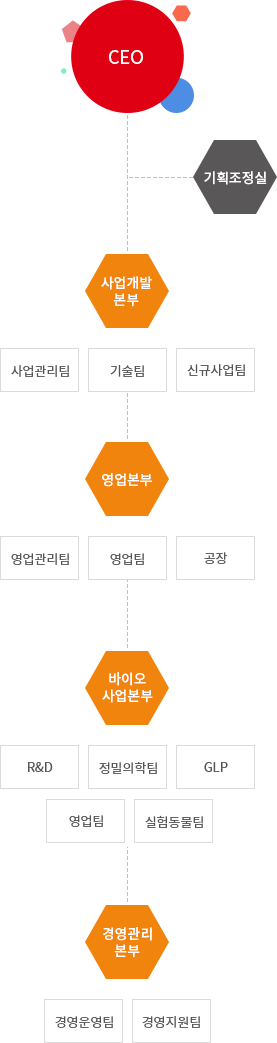 CEO
기획조정실
사업개발
본부
사업관리팀
기술팀
신규사업팀
영업본부
영업관리팀
영업팀
공장
바이오
사업본부
R&D
정밀의학팀
GLP
영업팀
실험동물팀
경영관리
본부
경영운영팀
경영지원팀